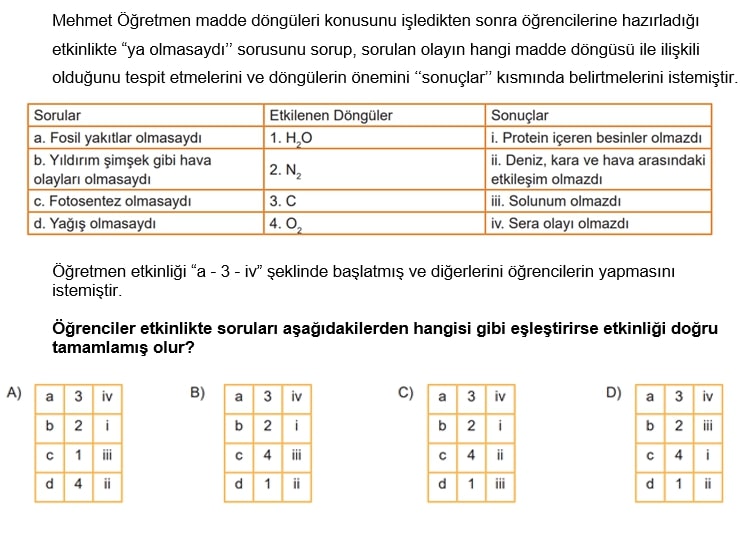 Mehmet Öğretmen madde döngüleri konusunu işledikten sonra öğrencilerine hazırladığı
etkinlikte “ya olmasaydı’’ sorusunu sorup, sorulan olayın hangi madde döngüsü ile ilişkili
olduğunu tespit etmelerini ve döngülerin önemini ‘‘sonuçlar’’ kısmında belirtmelerini istemiştir.
Sorular Etkilenen Döngüler Sonuçlar
a. Fosil yakıtlar olmasaydı 1. H₂O i. Protein içeren besinler olmazdı
b. Yıldırım şimşek gibi hava olayları olmasaydı 2. N₂ ii. Deniz, kara ve hava arasındaki etkileşim olmazdı
c. Fotosentez olmasaydı 3. C iii. Solunum olmazdı
d. Yağış olmasaydı 4. O₂ iv. Sera olayı olmazdı
Öğretmen etkinliği “a - 3 - iv” şeklinde başlatmış ve diğerlerini öğrencilerin yapmasını
istemiştir.
Öğrenciler etkinlikte soruları aşağıdakilerden hangisi gibi eşleştirirse etkinliği doğru
tamamlamış olur?
A)
a 3 iv
b 2 i
c 1 iii
d 4 ii
B)
a 3 iv
b 2 i
c 4 iii
d 1 ii
C)
a 3 iv
b 2 i
c 4 ii
d 1 iii
D)
a 3 iv
b 2 iii
c 4 i
d 1 ii